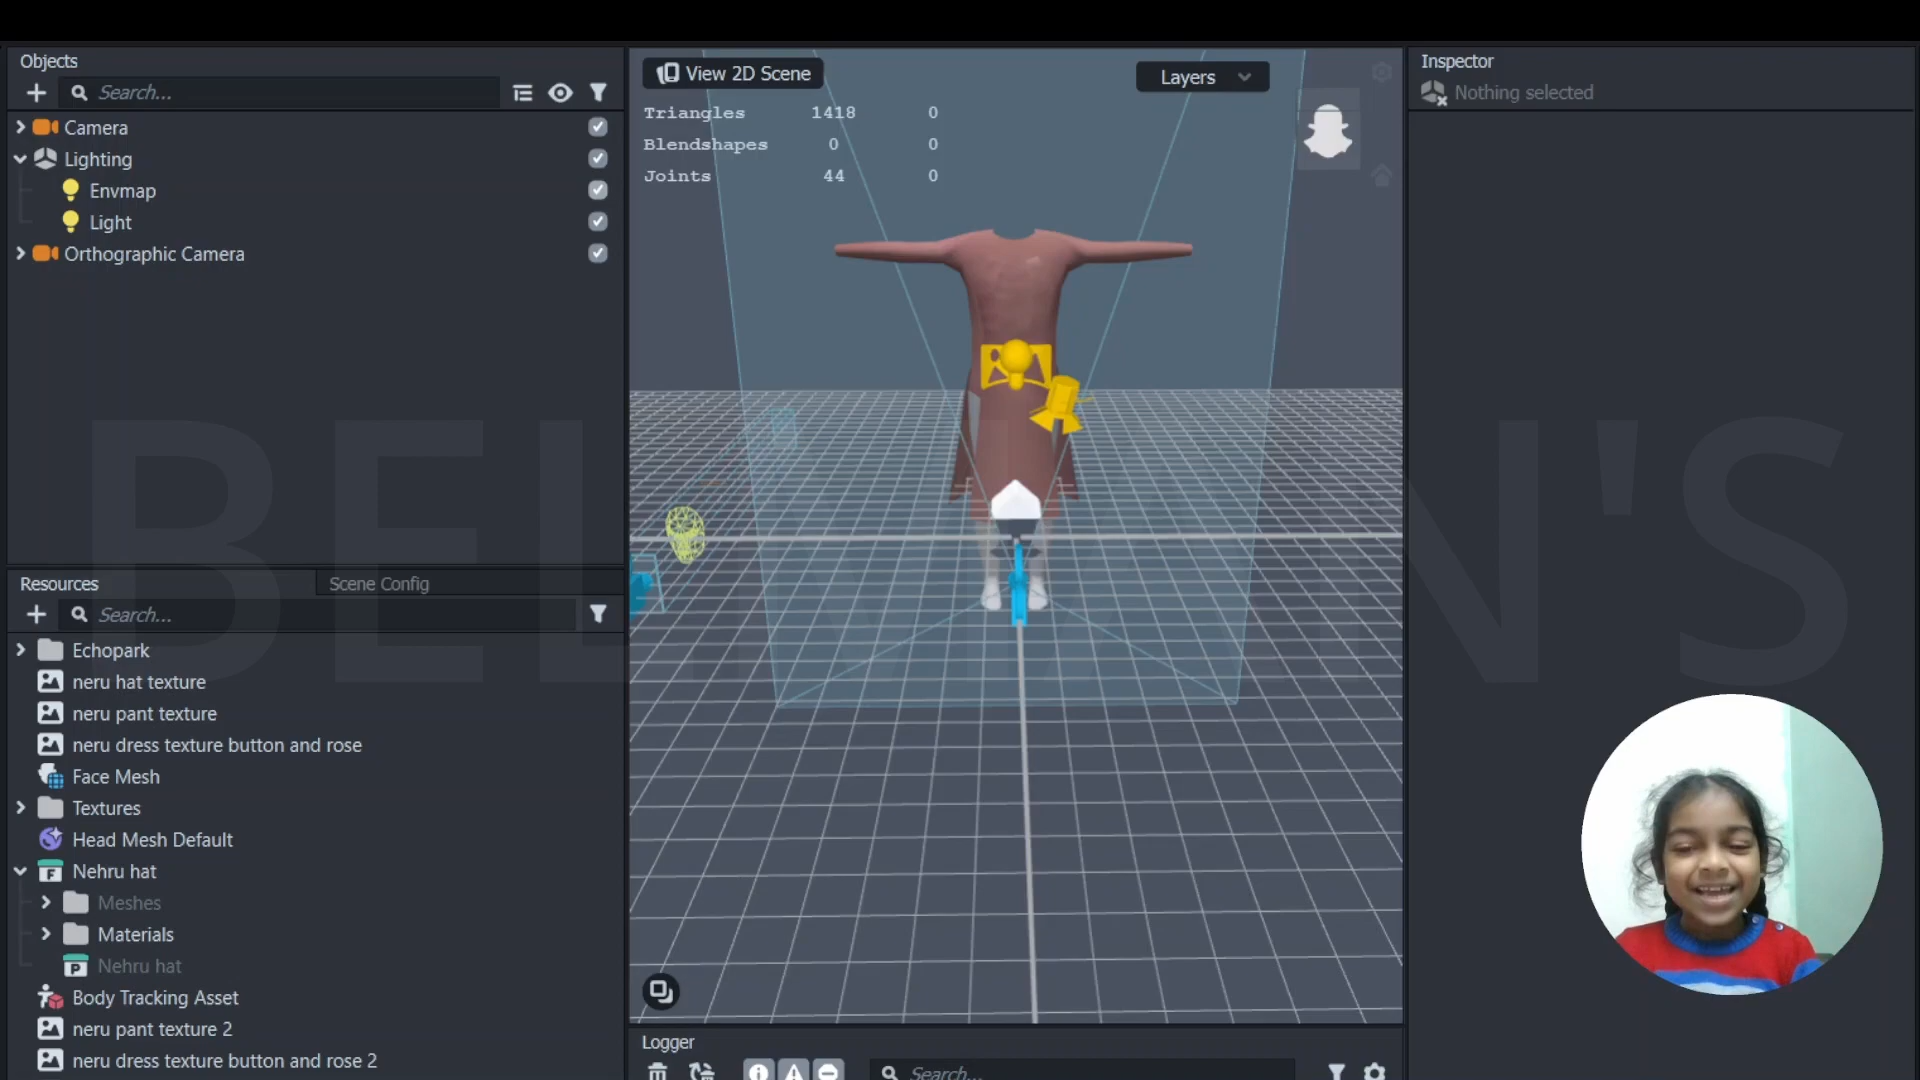 Objects
Search...
Camera
Lighting
Envmap
Light
Orthographic Camera
Resources
Scene Config
Search...
Echopark
neru hat texture
neru pant texture
neru dress texture button and rose
Face Mesh
Textures
Head Mesh Default
Nehru hat
Meshes
Materials
Nehru hat
Body Tracking Asset
neru pant texture 2
neru dress texture button and rose 2
View 2D Scene
Layers
Triangles 1418 0
Blendshapes 0 0
Joints 44 0
Logger
Search...
Inspector
Nothing selected